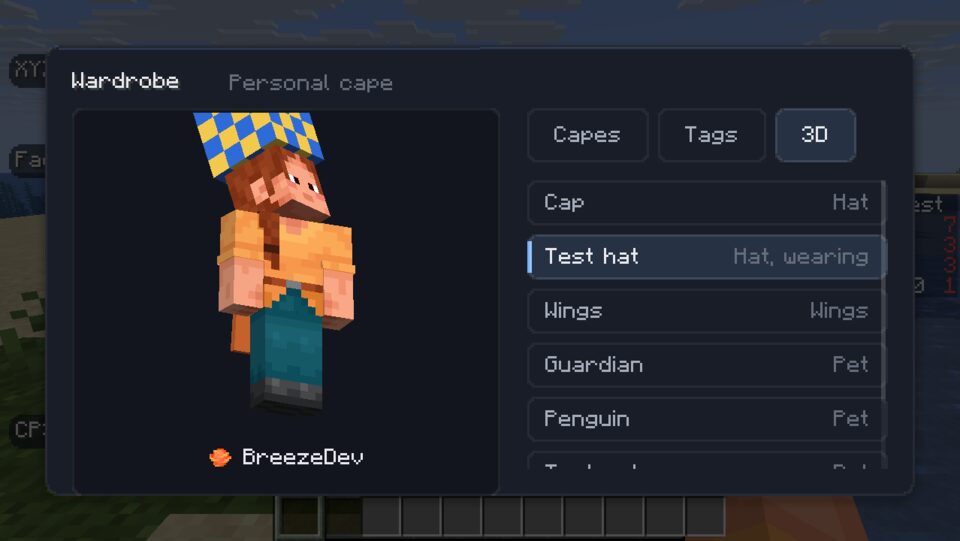 Wardrobe Personal cape
Capes Tags 3D
Cap Hat
Test hat Hat, wearing
Wings Wings
Guardian Pet
Penguin Pet
BreezeDev